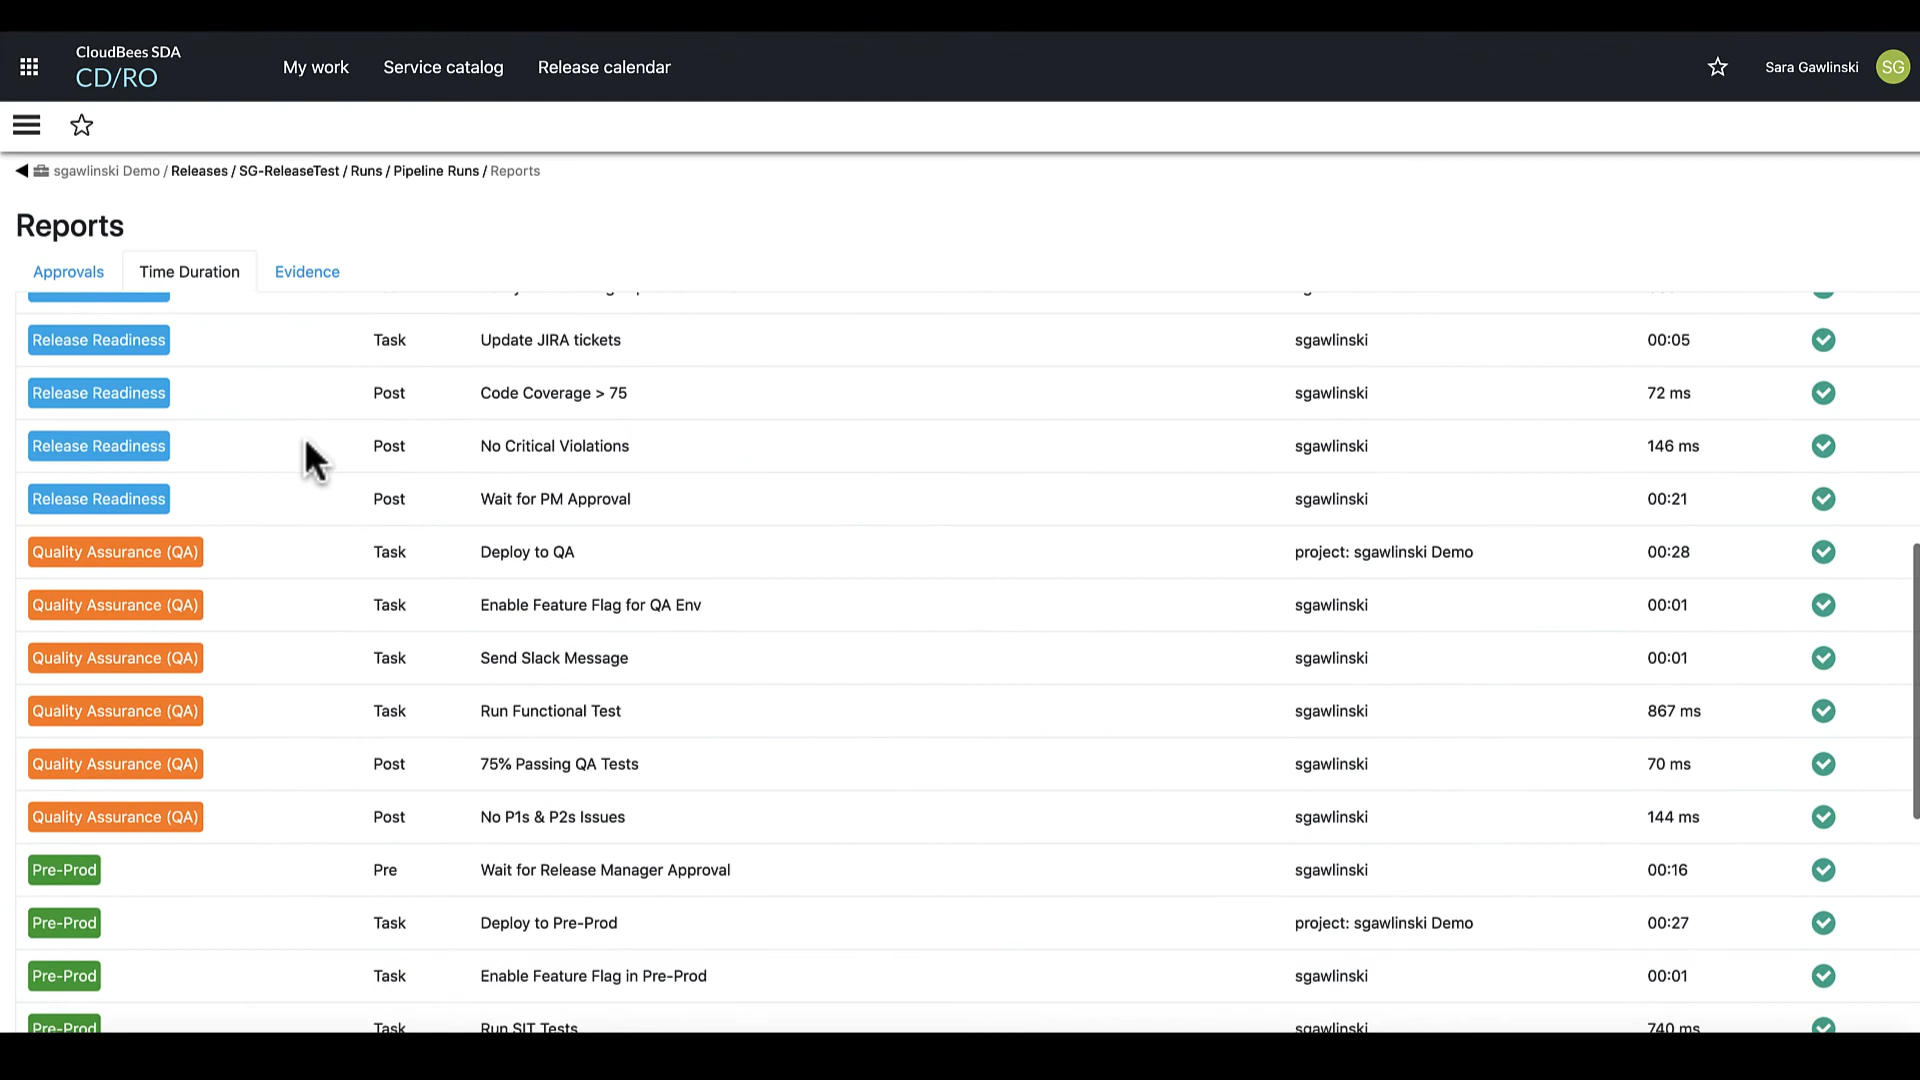 CloudBees SDA
CD/RO
My work Service catalog Release calendar
Sara Gawlinski SG
sgawlinski Demo / Releases / SG-ReleaseTest / Runs / Pipeline Runs / Reports
Reports
Approvals Time Duration Evidence
Release Readiness Task Update JIRA tickets sgawlinski 00:05
Release Readiness Post Code Coverage > 75 sgawlinski 72 ms
Release Readiness Post No Critical Violations sgawlinski 146 ms
Release Readiness Post Wait for PM Approval sgawlinski 00:21
Quality Assurance (QA) Task Deploy to QA project: sgawlinski Demo 00:28
Quality Assurance (QA) Task Enable Feature Flag for QA Env sgawlinski 00:01
Quality Assurance (QA) Task Send Slack Message sgawlinski 00:01
Quality Assurance (QA) Task Run Functional Test sgawlinski 867 ms
Quality Assurance (QA) Post 75% Passing QA Tests sgawlinski 70 ms
Quality Assurance (QA) Post No P1s & P2s Issues sgawlinski 144 ms
Pre-Prod Pre Wait for Release Manager Approval sgawlinski 00:16
Pre-Prod Task Deploy to Pre-Prod project: sgawlinski Demo 00:27
Pre-Prod Task Enable Feature Flag in Pre-Prod sgawlinski 00:01
Pre-Prod Task Run SIT Tests sgawlinski 740 ms